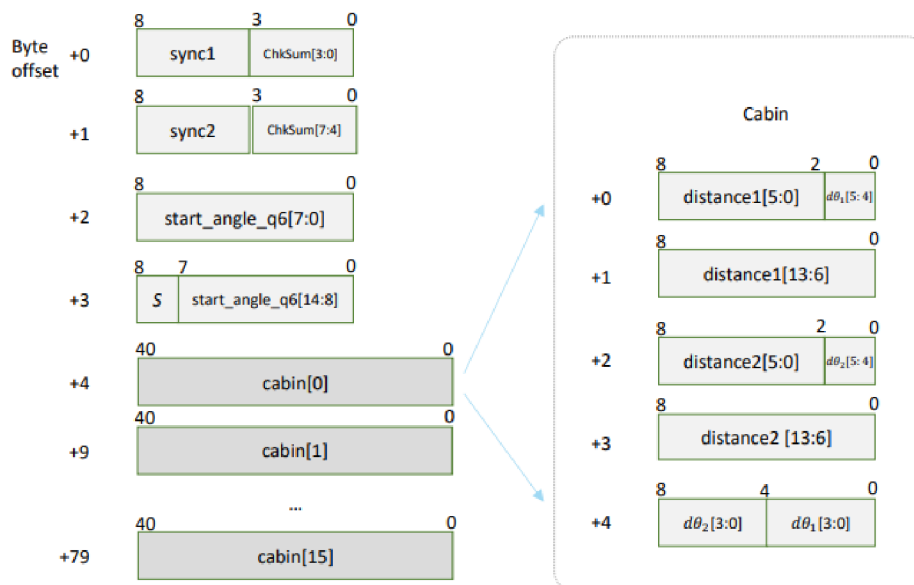 8 3 0
Byte offset
+0 sync1 ChkSum[3:0]
8 3 0
+1 sync2 ChkSum[7:4]
8 0
+2 start_angle_q6[7:0]
8 7 0
+3 S start_angle_q6[14:8]
40 0
+4 cabin[0]
40 0
+9 cabin[1]
...
40 0
+79 cabin[15]
Cabin
8 2 0
+0 distance1[5:0] dθ₁[5:4]
8 0
+1 distance1[13:6]
8 2 0
+2 distance2[5:0] dθ₂[5:4]
8 0
+3 distance2 [13:6]
8 4 0
+4 dθ₂[3:0] dθ₁[3:0]